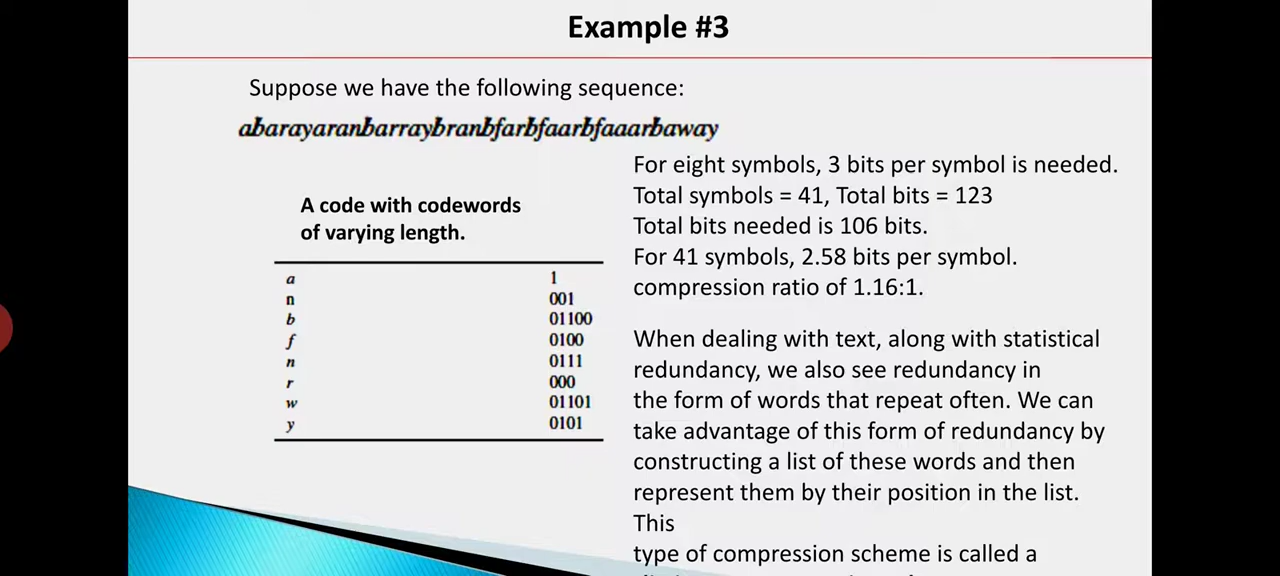 Example #3
Suppose we have the following sequence:
abarayaranbarraybranbfarbfaarbfaaarbaway
A code with codewords
of varying length.
a 1
n 001
b 01100
f 0100
n 0111
r 000
w 01101
y 0101
For eight symbols, 3 bits per symbol is needed.
Total symbols = 41, Total bits = 123
Total bits needed is 106 bits.
For 41 symbols, 2.58 bits per symbol.
compression ratio of 1.16:1.
When dealing with text, along with statistical
redundancy, we also see redundancy in
the form of words that repeat often. We can
take advantage of this form of redundancy by
constructing a list of these words and then
represent them by their position in the list.
This
type of compression scheme is called a